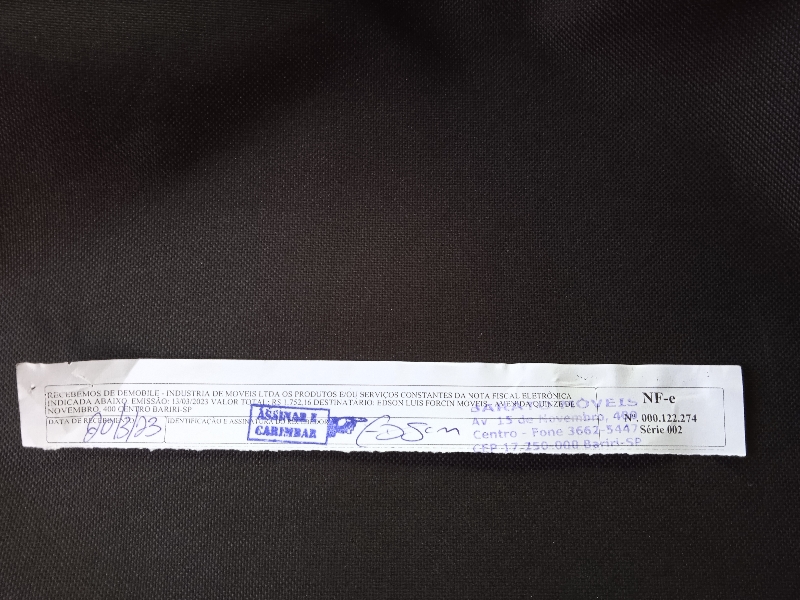 RECEBEMOS DE DEMOBILE - INDUSTRIA DE MOVEIS LTDA OS PRODUTOS E/OU SERVIÇOS CONSTANTES DA NOTA FISCAL ELETRÔNICA
INDICADA ABAIXO. EMISSÃO: 13/03/2023 VALOR TOTAL: R$ 1.752,16 DESTINATÁRIO: EDSON LUIS FORCIN MOVEIS - AVENIDA QUINZE DE
NOVEMBRO, 400 CENTRO BARIRI-SP
DATA DE RECEBIMENTO
IDENTIFICAÇÃO E ASSINATURA DO
ASSINAR E
CARIMBAR
Edson
MÓVEIS
Av 15 de Novembro, 400
Centro - Fone 3662-5447
CEP 17-250-000 Bariri-SP
NF-e
Nº. 000.122.274
Série 002